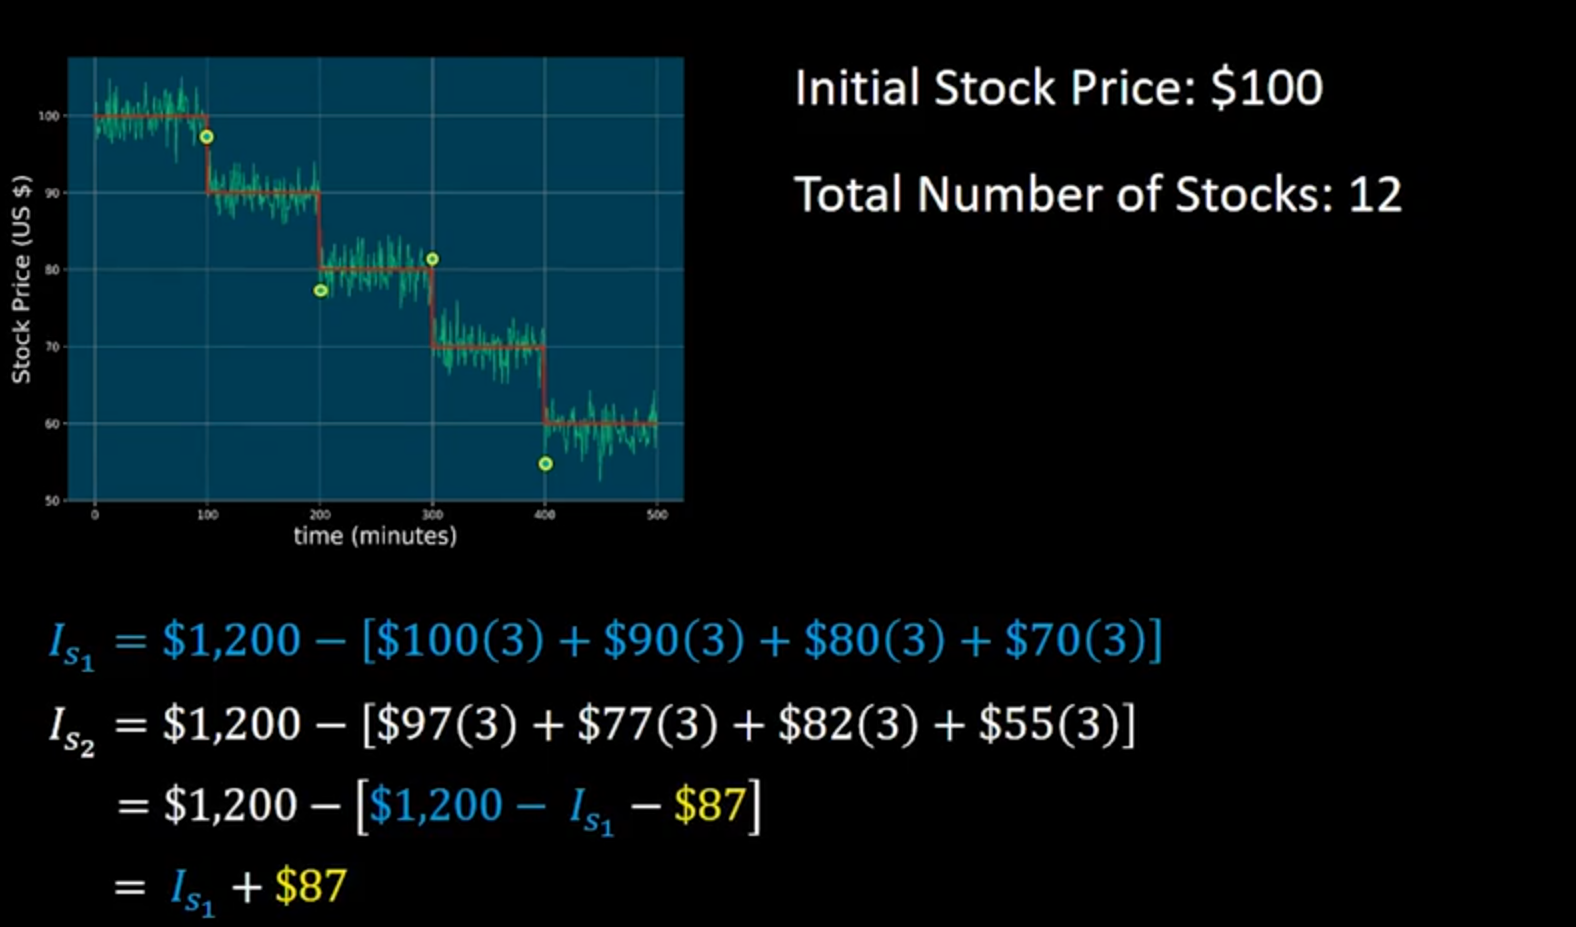 Initial Stock Price: $100
Total Number of Stocks: 12
Stock Price (US $)
100
90
80
70
60
50
0 100 200 300 400 500
time (minutes)
I_{s_1} = $1,200 − [$100(3) + $90(3) + $80(3) + $70(3)]
I_{s_2} = $1,200 − [$97(3) + $77(3) + $82(3) + $55(3)]
= $1,200 − [$1,200 − I_{s_1} − $87]
= I_{s_1} + $87